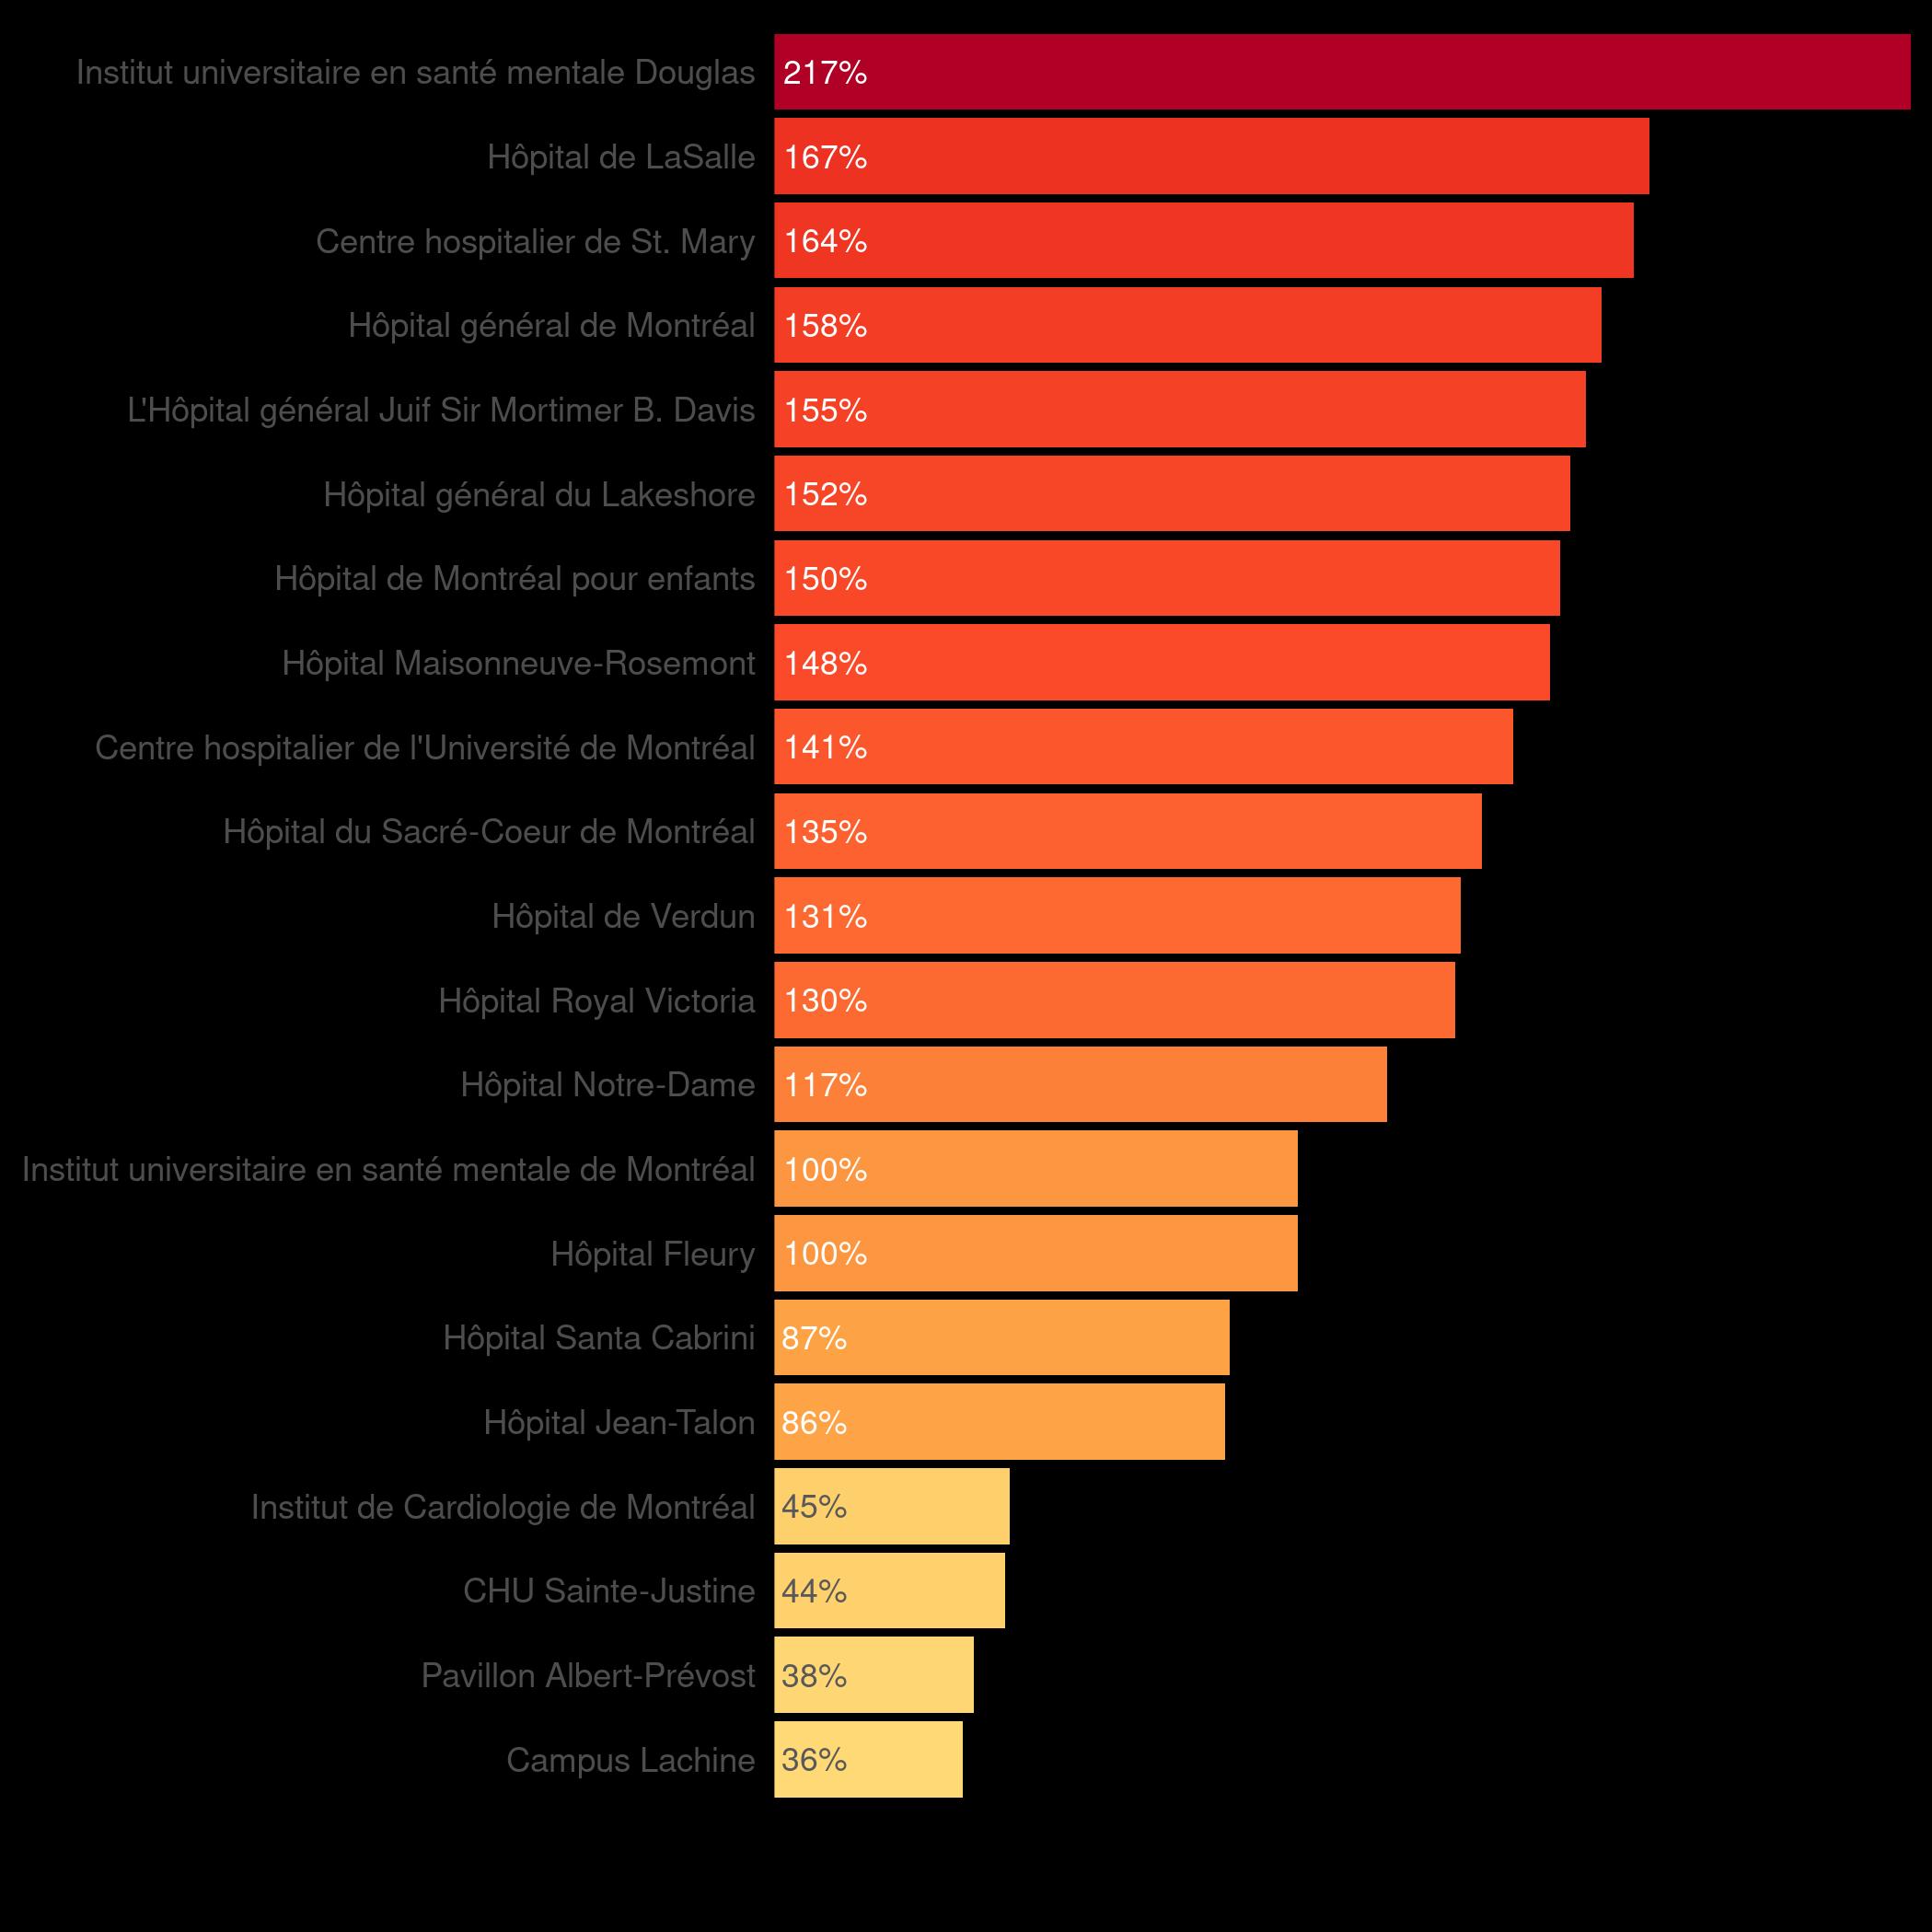 Institut universitaire en santé mentale Douglas 217%
Hôpital de LaSalle 167%
Centre hospitalier de St. Mary 164%
Hôpital général de Montréal 158%
L'Hôpital général Juif Sir Mortimer B. Davis 155%
Hôpital général du Lakeshore 152%
Hôpital de Montréal pour enfants 150%
Hôpital Maisonneuve-Rosemont 148%
Centre hospitalier de l'Université de Montréal 141%
Hôpital du Sacré-Coeur de Montréal 135%
Hôpital de Verdun 131%
Hôpital Royal Victoria 130%
Hôpital Notre-Dame 117%
Institut universitaire en santé mentale de Montréal 100%
Hôpital Fleury 100%
Hôpital Santa Cabrini 87%
Hôpital Jean-Talon 86%
Institut de Cardiologie de Montréal 45%
CHU Sainte-Justine 44%
Pavillon Albert-Prévost 38%
Campus Lachine 36%